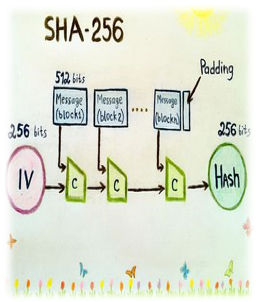 SHA-256
Padding
512 bits
Message
(block1)
Message
(block2)
....
Message
(blockn)
256 bits
256 bits
IV
C
C
C
HASH